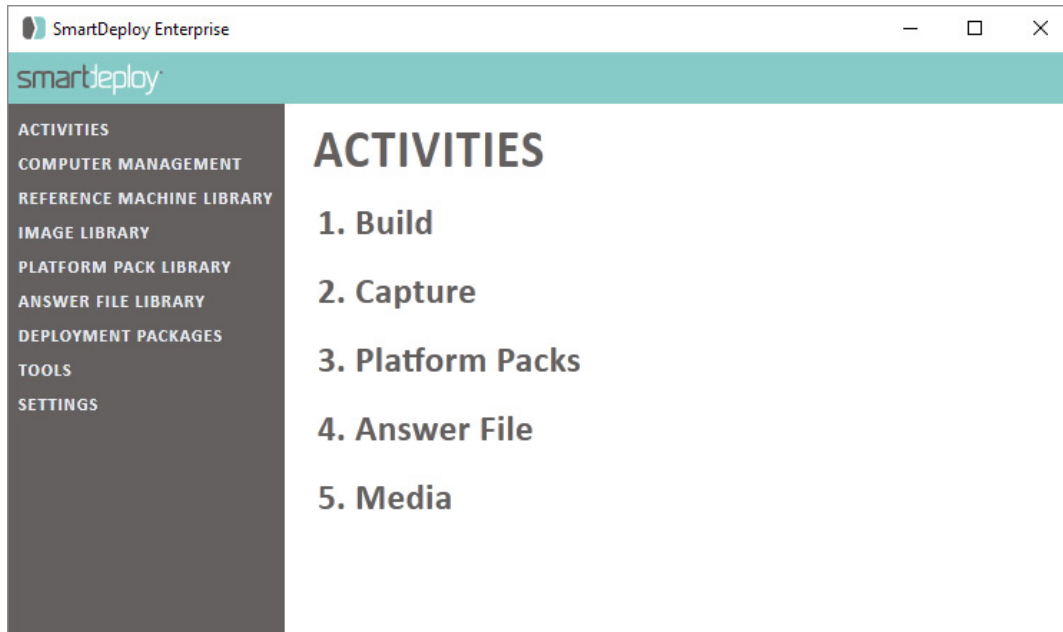 SmartDeploy Enterprise
smartdeploy
ACTIVITIES
COMPUTER MANAGEMENT
REFERENCE MACHINE LIBRARY
IMAGE LIBRARY
PLATFORM PACK LIBRARY
ANSWER FILE LIBRARY
DEPLOYMENT PACKAGES
TOOLS
SETTINGS
ACTIVITIES
1. Build
2. Capture
3. Platform Packs
4. Answer File
5. Media